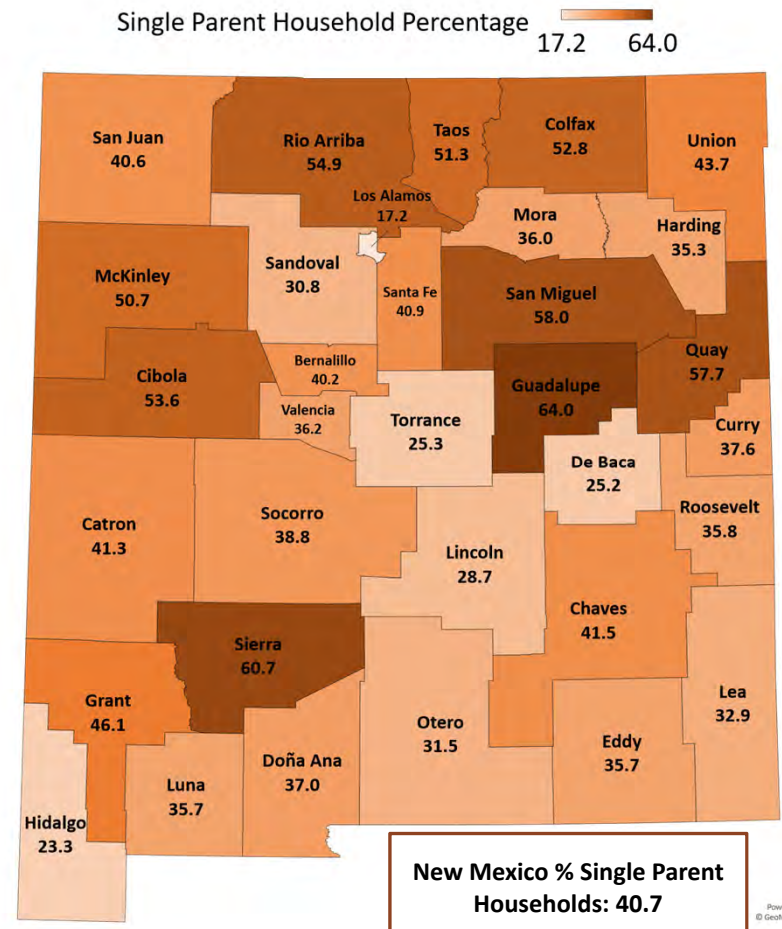 Single Parent Household Percentage
17.2 64.0
San Juan
40.6
Rio Arriba
54.9
Taos
51.3
Colfax
52.8
Union
43.7
Los Alamos
17.2
Mora
36.0
Harding
35.3
Sandoval
30.8
McKinley
50.7
Santa Fe
40.9
San Miguel
58.0
Quay
57.7
Bernalillo
40.2
Cibola
53.6
Guadalupe
64.0
Valencia
36.2
Torrance
25.3
Curry
37.6
De Baca
25.2
Roosevelt
35.8
Catron
41.3
Socorro
38.8
Lincoln
28.7
Chaves
41.5
Sierra
60.7
Grant
46.1
Lea
32.9
Otero
31.5
Eddy
35.7
Doña Ana
37.0
Luna
35.7
Hidalgo
23.3
New Mexico % Single Parent
Households: 40.7